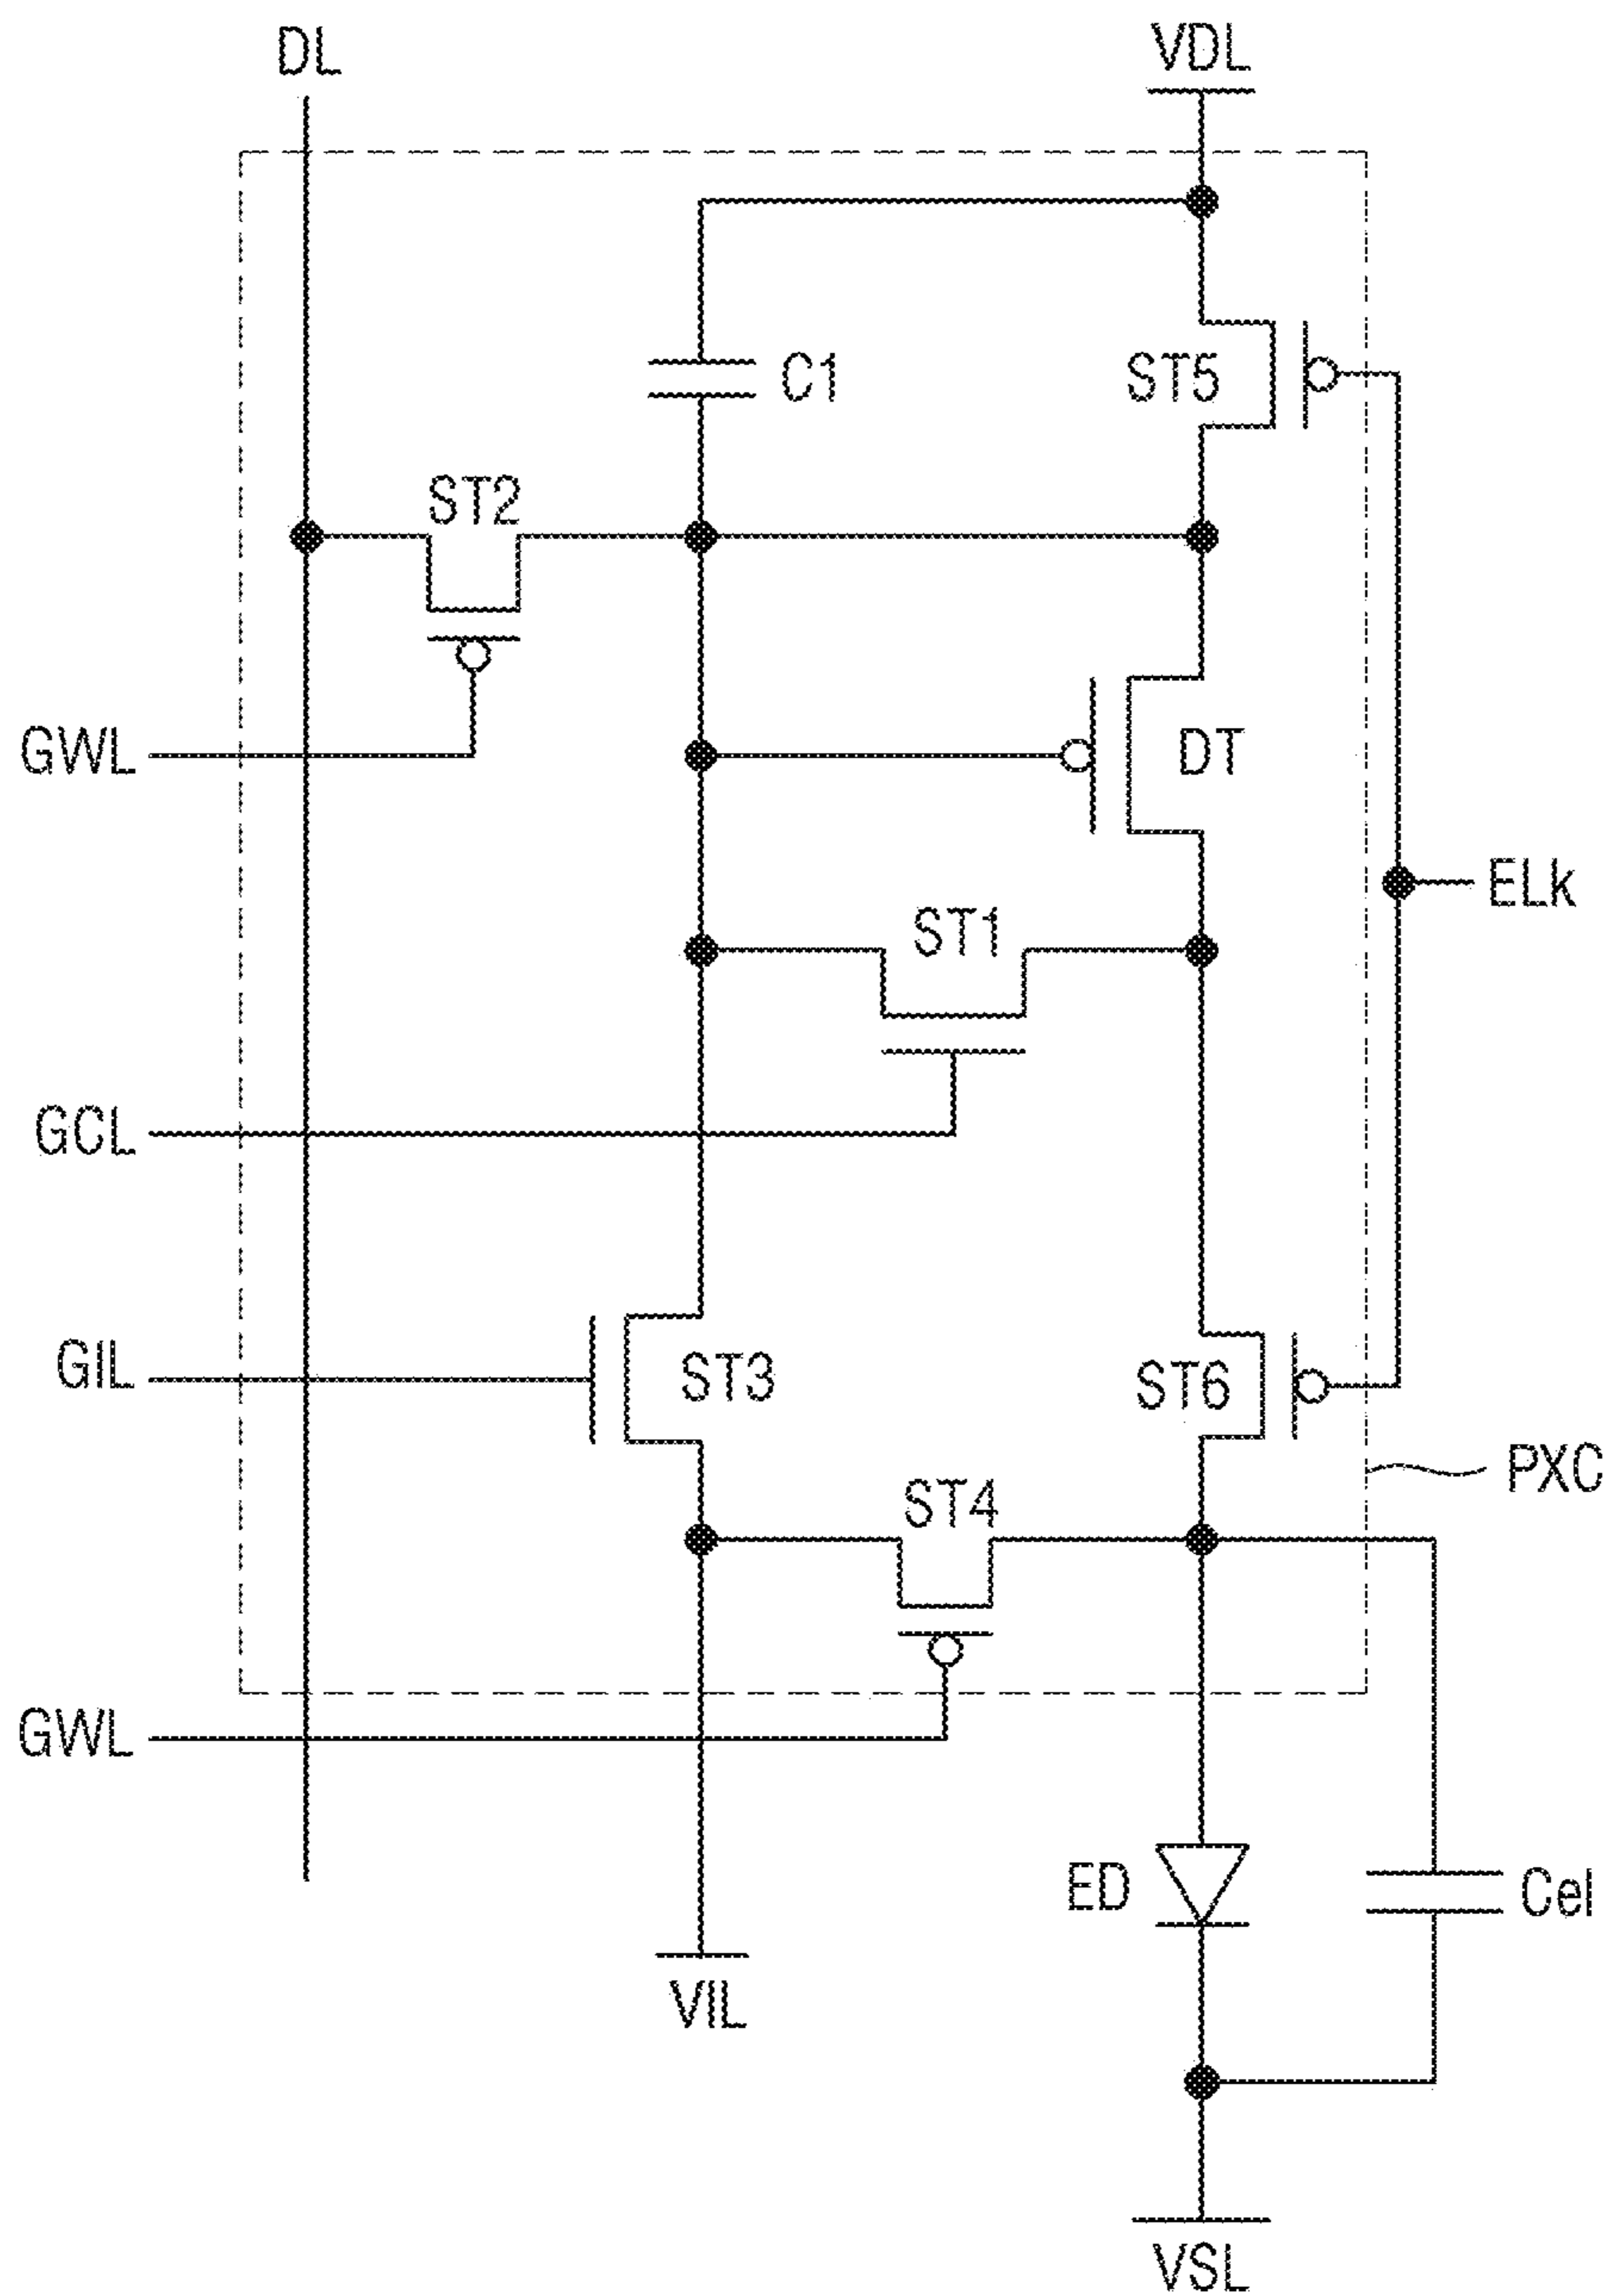 DL
VDL
C1
ST5
ST2
GWL
DT
ELk
ST1
GCL
GIL
ST3
ST6
PXC
ST4
GWL
ED
Cel
VIL
VSL